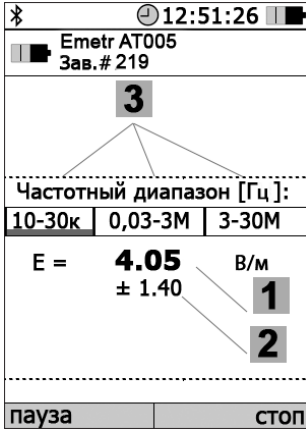 12:51:26
Emetr AT005
Зав.# 219
3
Частотный диапазон [Гц]:
10-30к 0,03-3М 3-30М
E = 4.05 В/м
± 1.40
1
2
пауза стоп